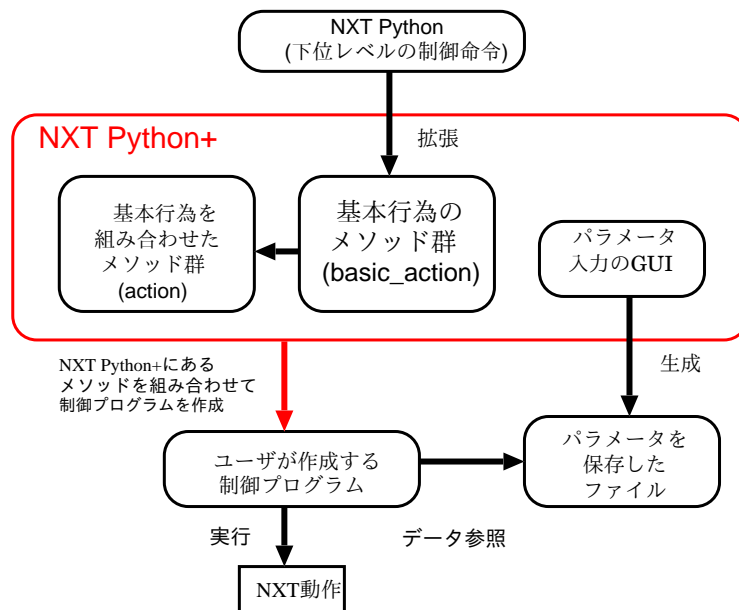 NXT Python
(下位レベルの制御命令)
拡張
NXT Python+
基本行為を
組み合わせた
メソッド群
(action)
基本行為の
メソッド群
(basic_action)
パラメータ
入力のGUI
NXT Python+にある
メソッドを組み合わせて
制御プログラムを作成
生成
ユーザが作成する
制御プログラム
パラメータを
保存した
ファイル
実行
データ参照
NXT動作